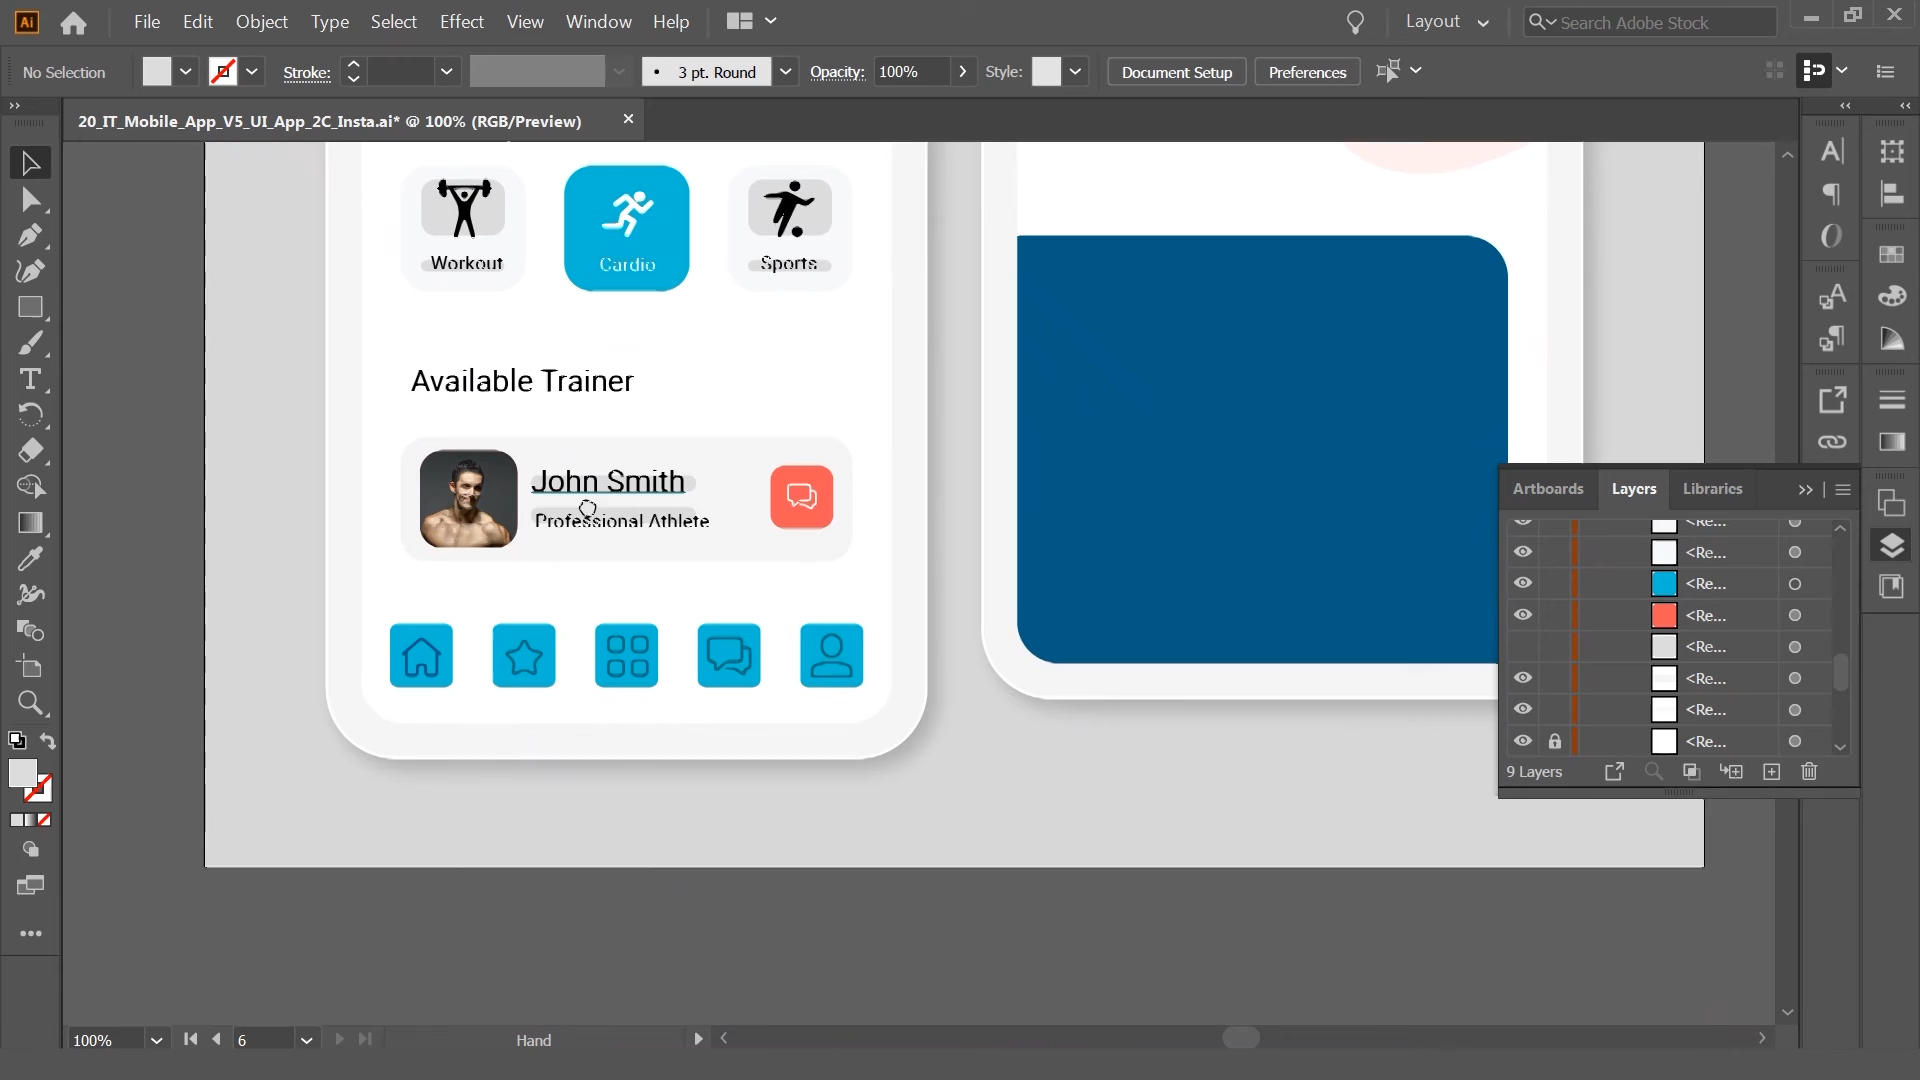 Ai File Edit Object Type Select Effect View Window Help Layout Search Adobe Stock
No Selection Stroke: 3 pt. Round Opacity: 100% Style: Document Setup Preferences
20_IT_Mobile_App_V5_UI_App_2C_Insta.ai* @ 100% (RGB/Preview)
Workout Cardio Sports
Available Trainer
John Smith
Professional Athlete
Artboards Layers Libraries
<Re...
<Re...
<Re...
<Re...
<Re...
<Re...
<Re...
<Re...
9 Layers
100% 6 Hand